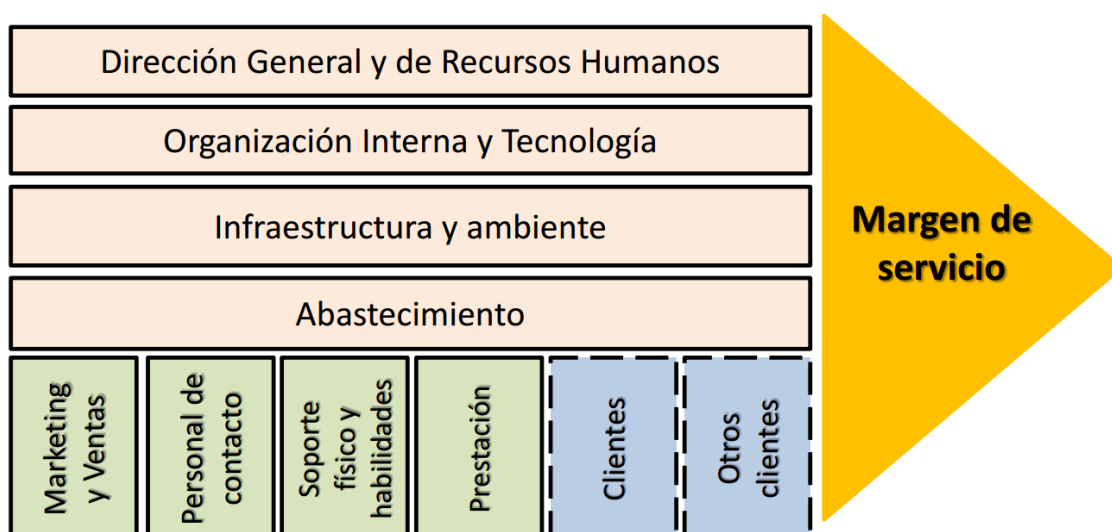 Dirección General y de Recursos Humanos
Organización Interna y Tecnología
Infraestructura y ambiente
Abastecimiento
Marketing
y Ventas
Personal de
contacto
Soporte
físico y
habilidades
Prestación
Clientes
Otros
clientes
Margen de
servicio